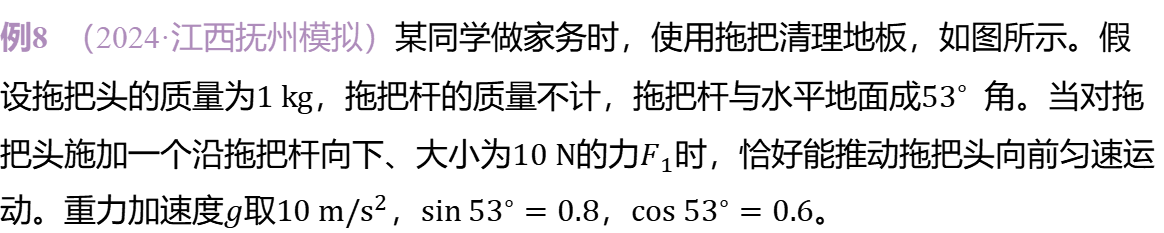 例8 （2024·江西抚州模拟）某同学做家务时，使用拖把清理地板，如图所示。假
设拖把头的质量为1 kg，拖把杆的质量不计，拖把杆与水平地面成53° 角。当对拖
把头施加一个沿拖把杆向下、大小为10 N的力F₁时，恰好能推动拖把头向前匀速运
动。重力加速度g取10 m/s²，sin 53° = 0.8，cos 53° = 0.6。